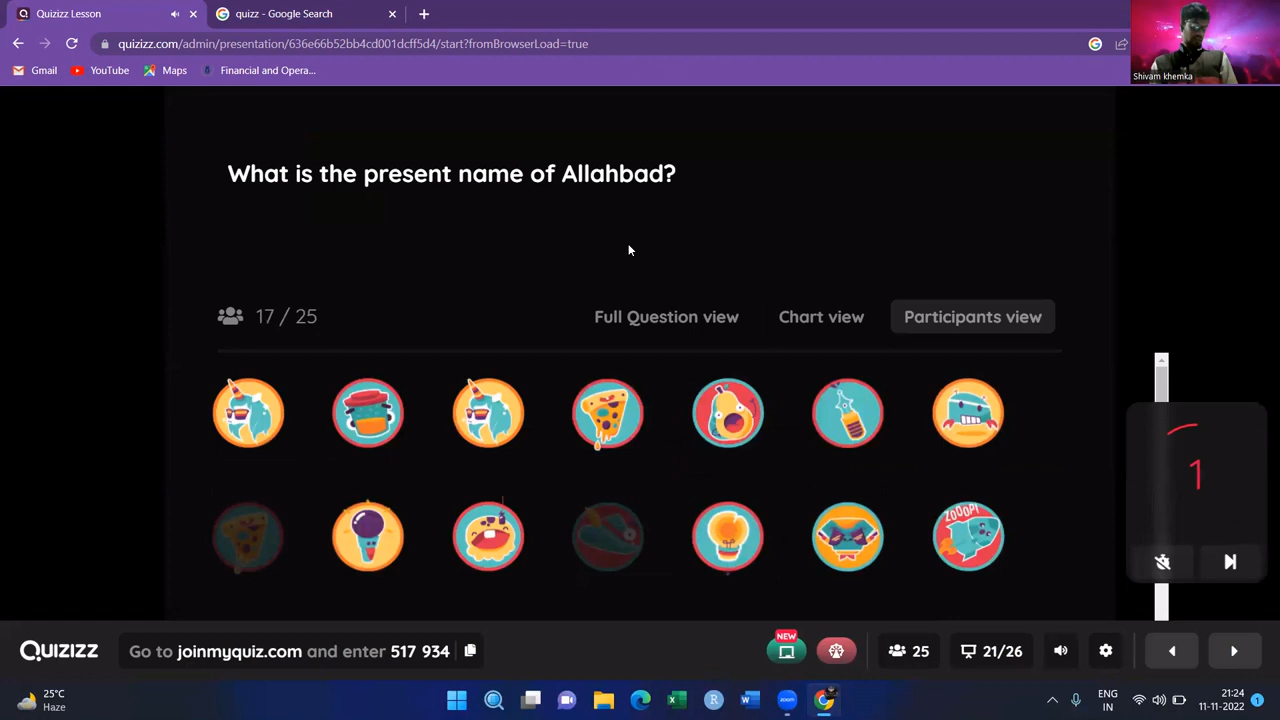 Quizizz Lesson
quizz - Google Search
quizizz.com/admin/presentation/636e66b52bb4cd001dcff5d4/start?fromBrowserLoad=true
Gmail
YouTube
Maps
Financial and Opera...
Shivam khemka
What is the present name of Allahbad?
17 / 25
Full Question view
Chart view
Participants view
1
ZOOOP!
QUIZIZZ
Go to joinmyquiz.com and enter 517 934
NEW
25
21/26
25°C
Haze
ENG
IN
21:24
11-11-2022
1